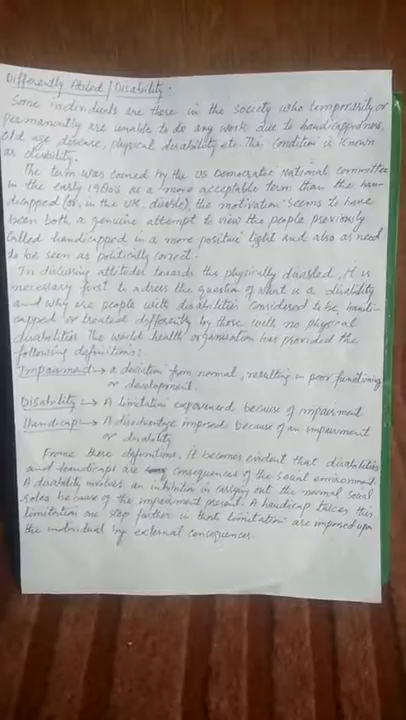 Differently Abled / Disability :
Some individuals are there in the society who temporarily or
permanently are unable to do any work due to handicappedness,
old age, disease, physical disability etc. This condition is known
as disability.
The term was coined by the US Democratic National committee
in the early 1980s as a more acceptable term than the han-
dicapped (or, in the UK, disable), the motivation seems to have
been both a genuine attempt to view the people previously
called handicapped in a more positive light and also as need
to be seen as politically correct.
In discussing attitudes towards the physically disabled, it is
necessary first to adress the question of what is a disability
and why are people with disabilities considered to be handi-
capped or treated differently by those with no physical
disabilities. The world health organisation has provided the
following definitions:
Impairment → a deviation from normal, resulting in poor functioning
or development.
Disability :→ A limitation experienced because of impairment
Handicap :→ A disadvantage imposed because of an impairment
or disability
Frome these definitions, it becomes evident that disabilities
and handicaps are consequences of the social environment.
A disability involves an inhibition in carrying out the normal social
roles because of the impairment present. A handicap takes this
limitation one step further in that limitation are imposed upon
the individual by external consequences.